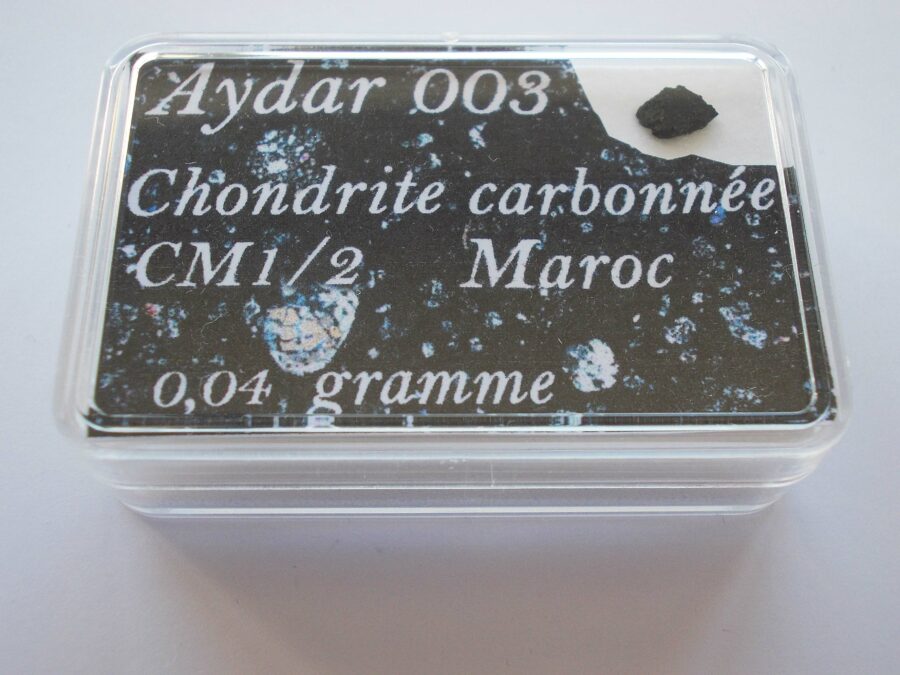 Aydar 003
Chondrite carbonnée
CM1/2 Maroc
0,04 gramme